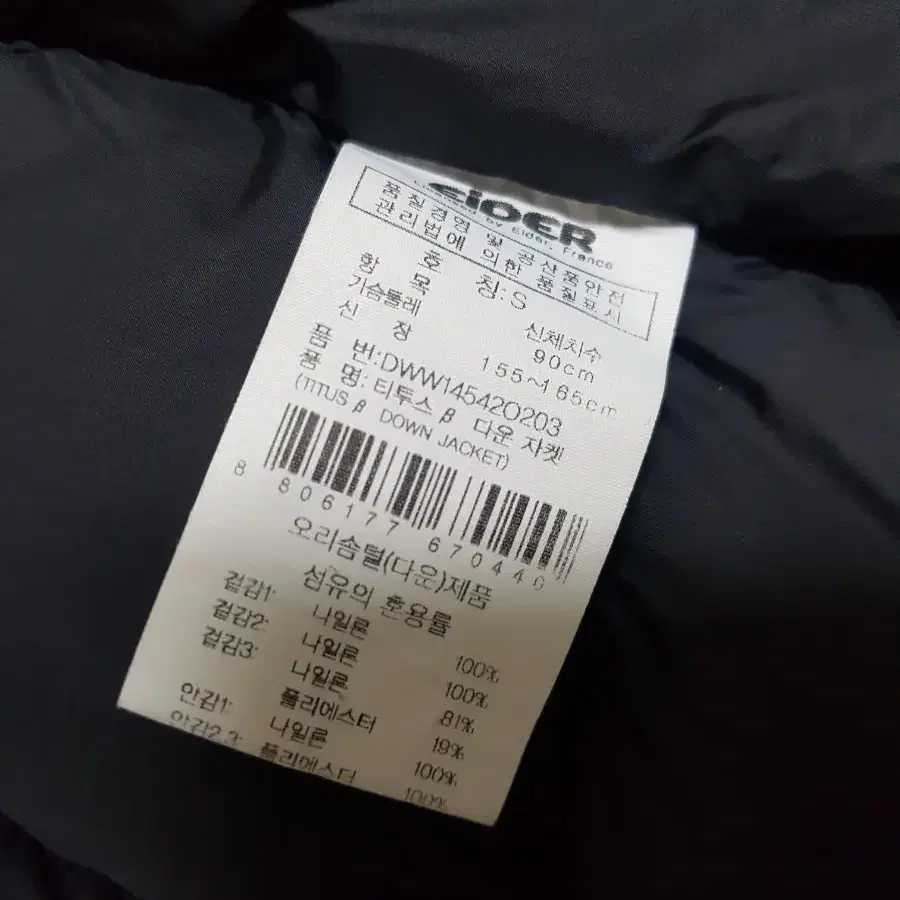 EiDER
Licensed by Eider, France
품질경영 및 공산품안전
관리법에 의한 품질표시
호 칭: S
항 목 신체치수
가슴둘레 90cm
신 장 155~165cm
품 번: DWW14542O203
품 명: 티투스 β 다운 자켓
(TITUS β DOWN JACKET)
8 806177 670440
오리솜털(다운)제품
섬유의 혼용률
겉감1: 나일론 100%
겉감2: 나일론 100%
겉감3: 나일론 81%
폴리에스터 19%
안감1: 나일론 100%
안감2,3: 폴리에스터 100%